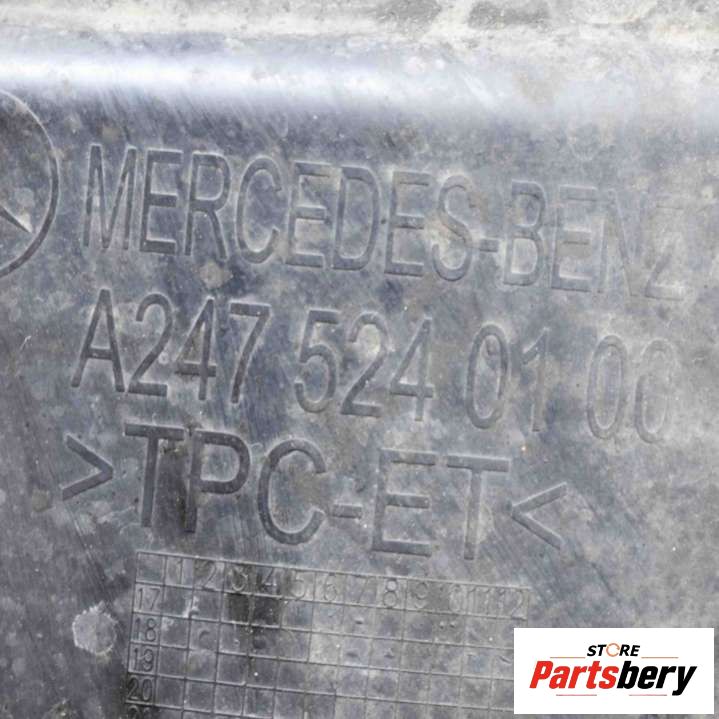 MERCEDES-BENZ
A247 524 01 00
>TPC-ET<
1 2 3 4 5 6 7 8 9 10 11 12
17
18
19
20
STORE
Partsbery